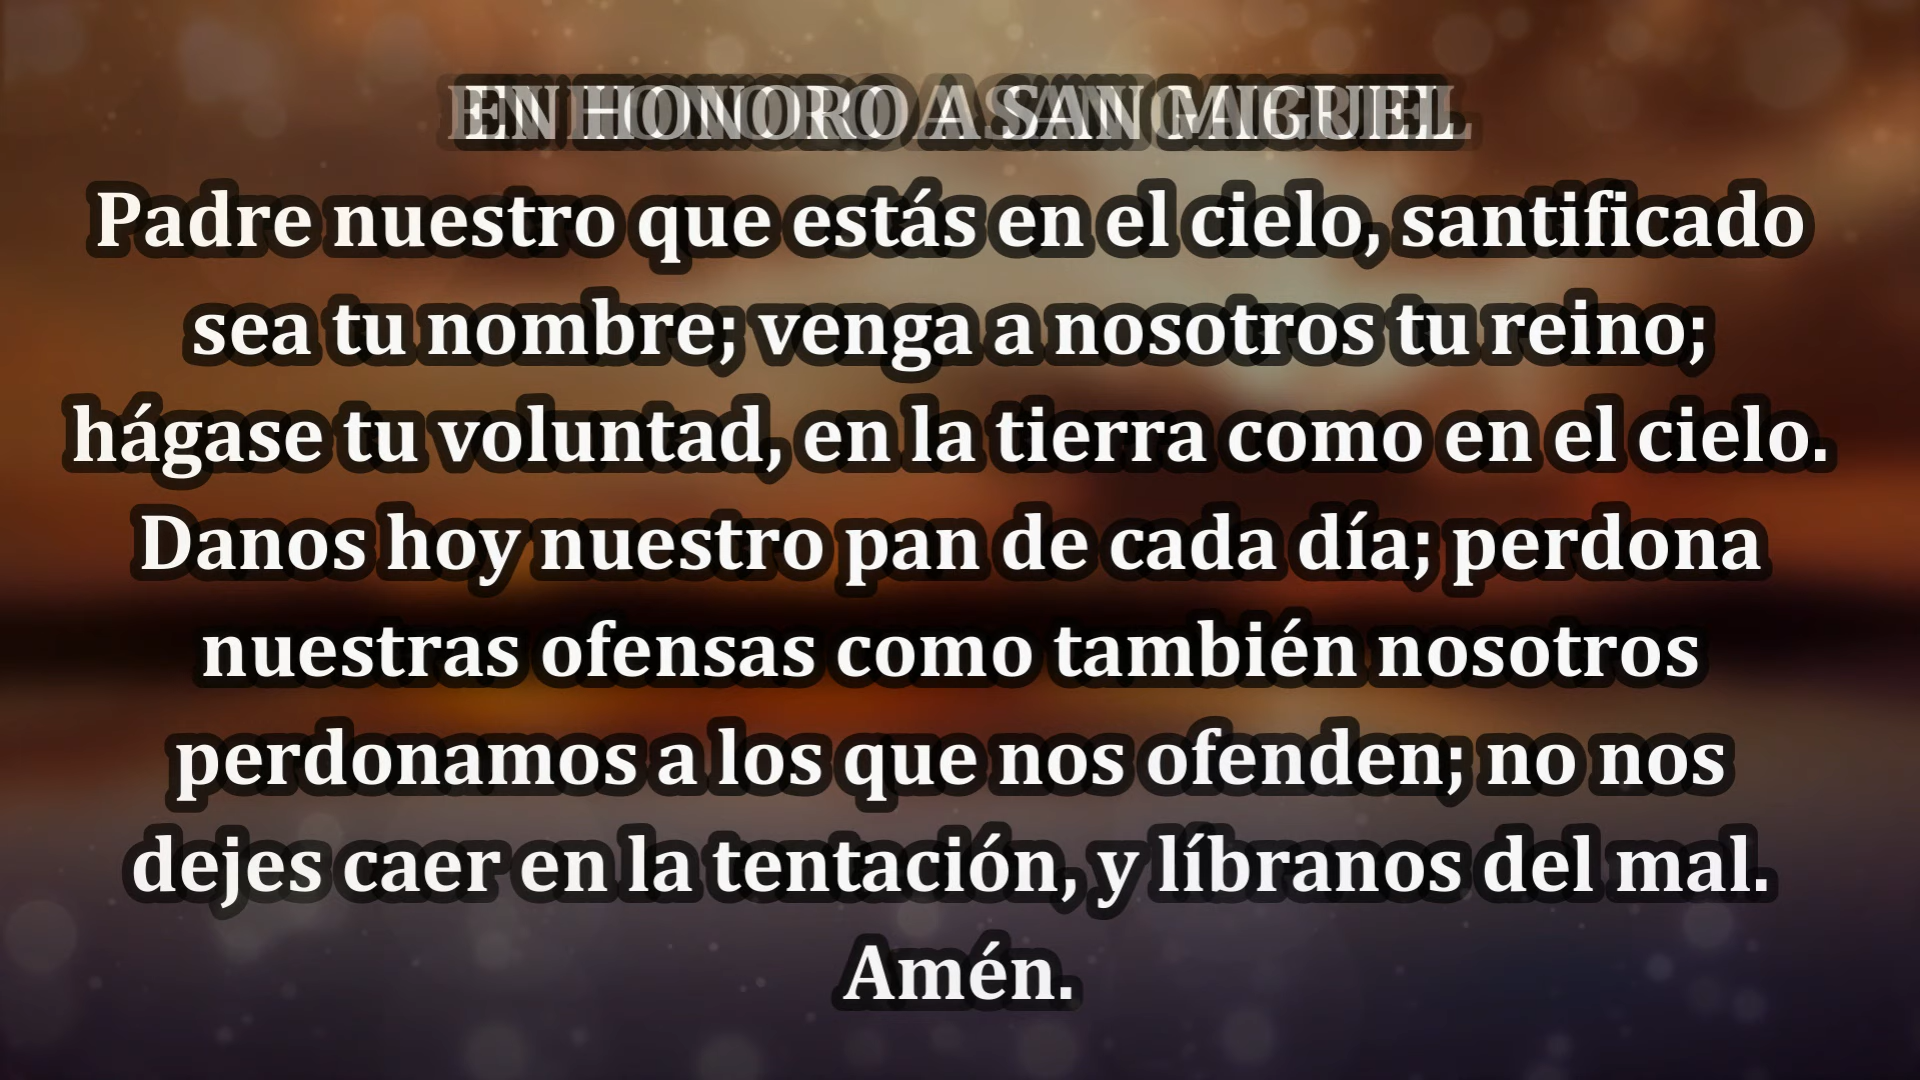 EN HONOR A SAN MIGUEL
Padre nuestro que estás en el cielo, santificado
sea tu nombre; venga a nosotros tu reino;
hágase tu voluntad, en la tierra como en el cielo.
Danos hoy nuestro pan de cada día; perdona
nuestras ofensas como también nosotros
perdonamos a los que nos ofenden; no nos
dejes caer en la tentación, y líbranos del mal.
Amén.